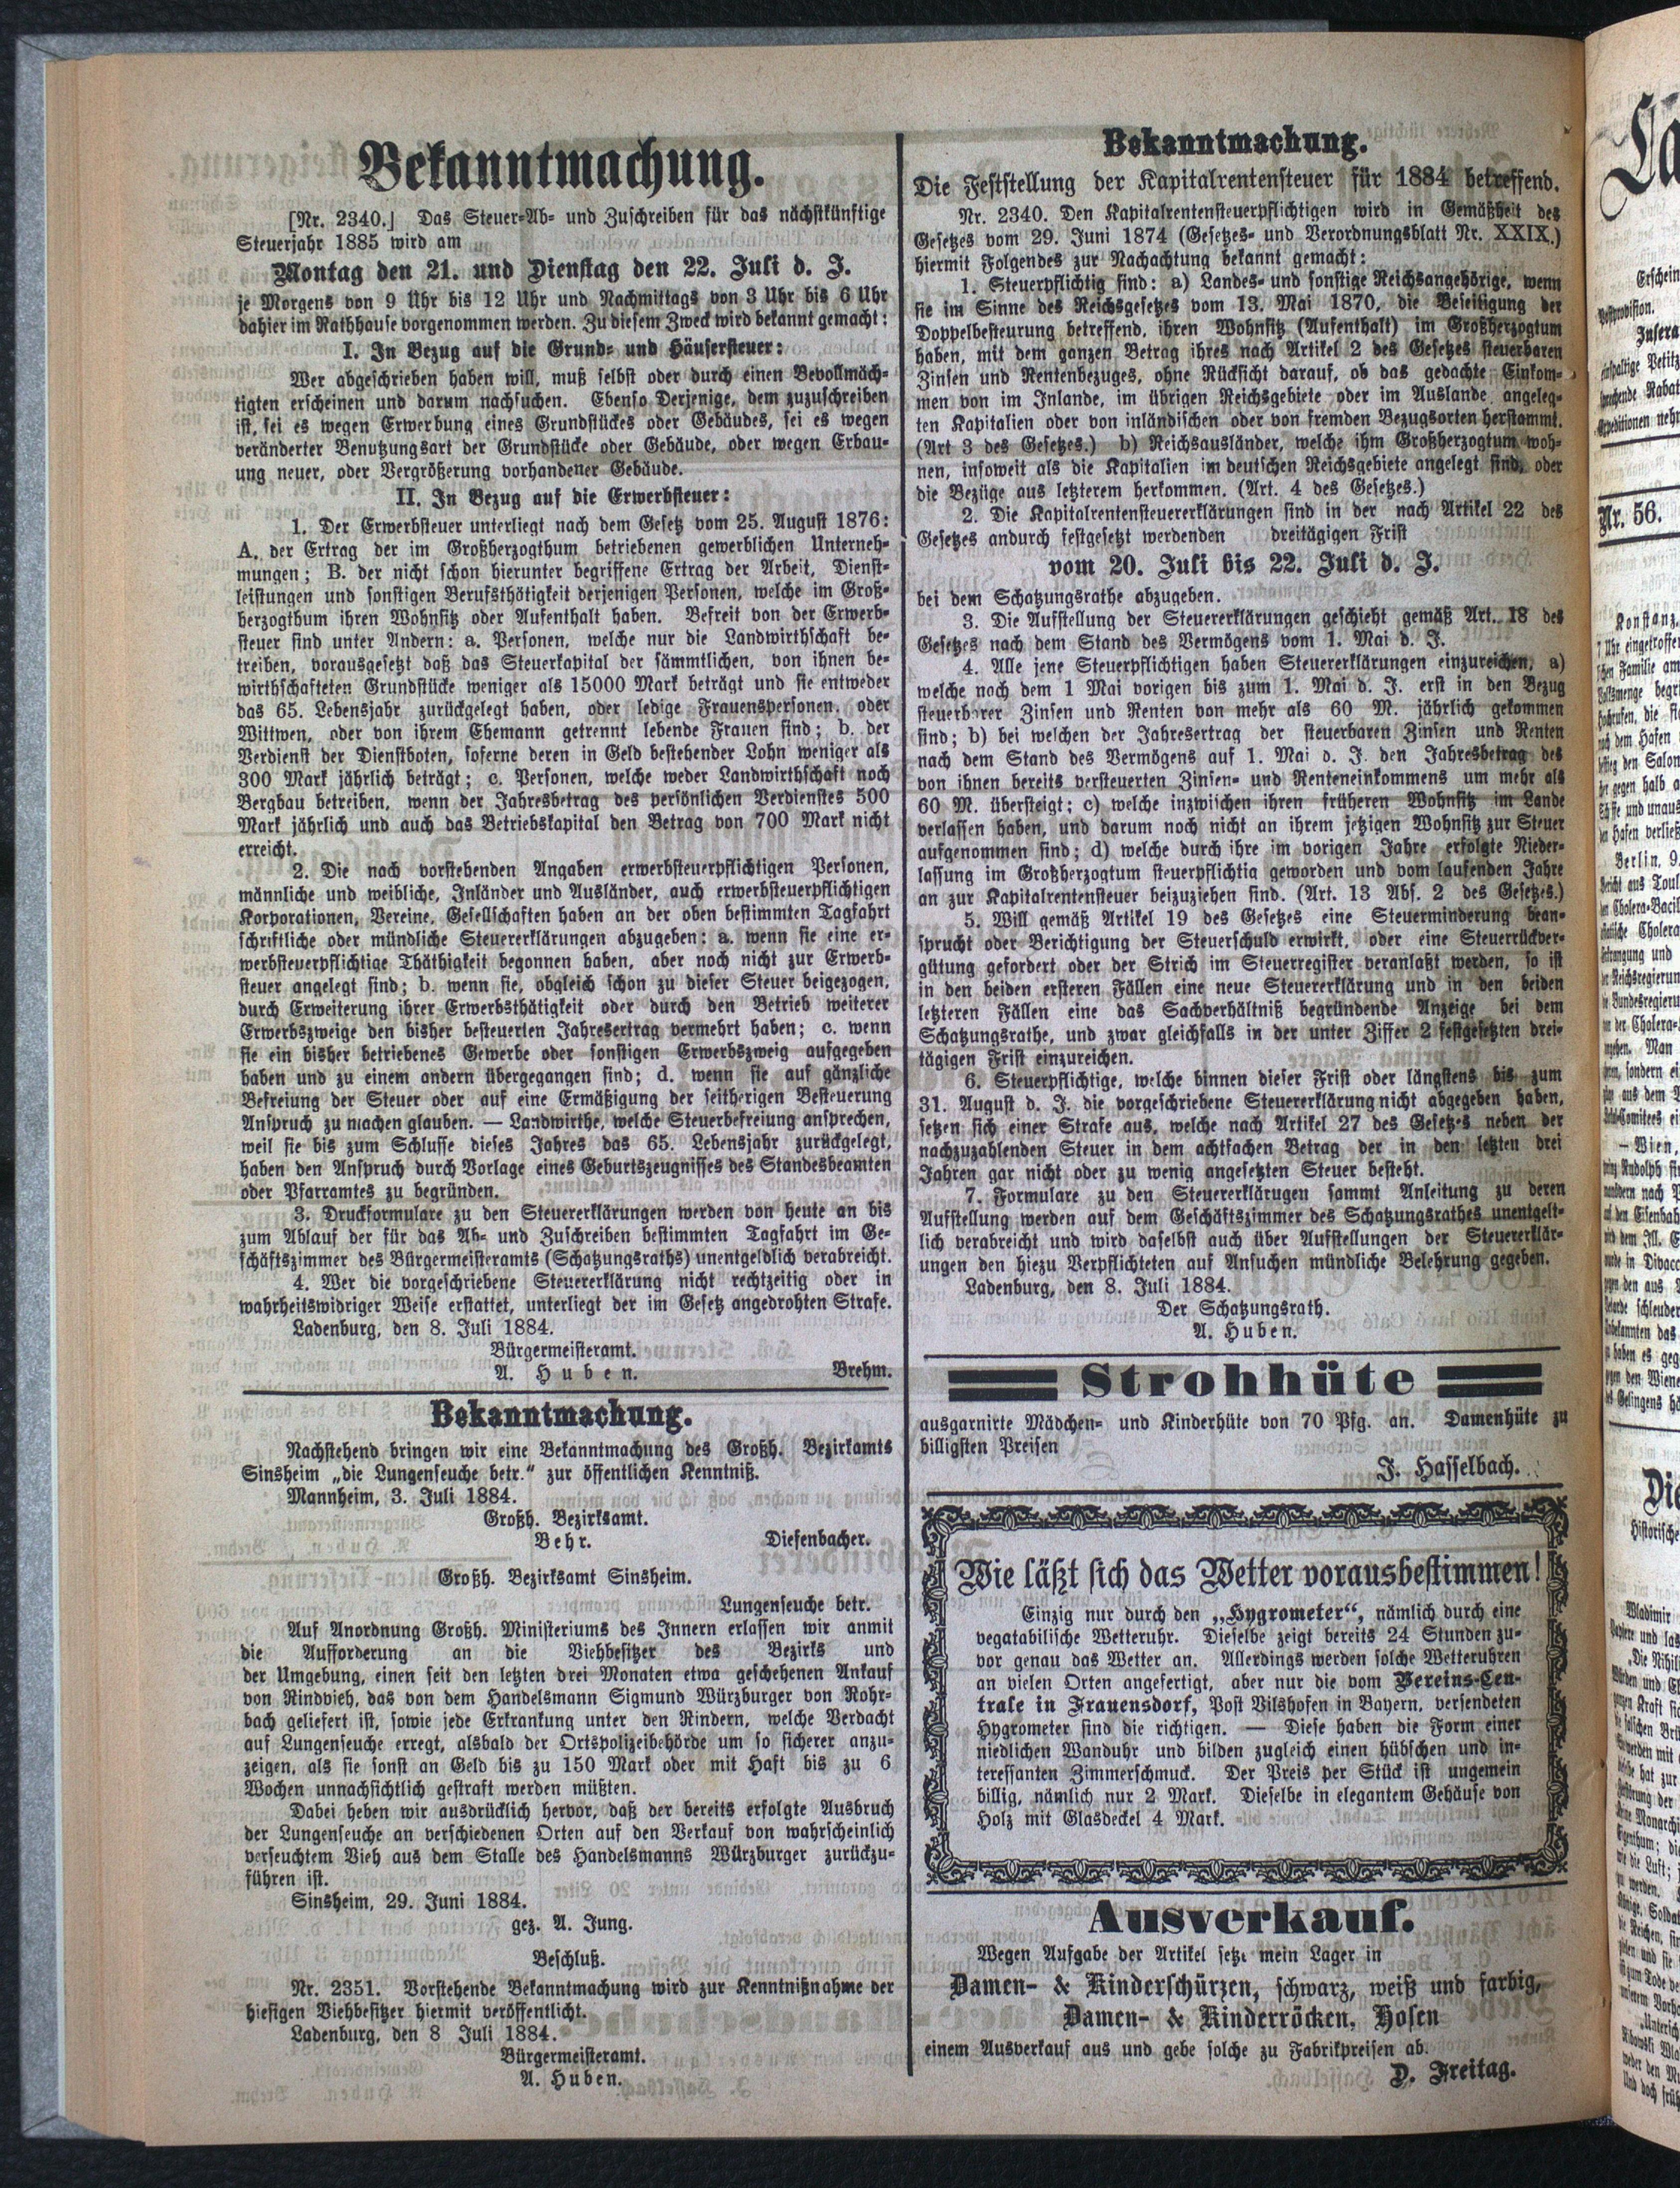 Bekanntmachung.
[Nr. 2340.] Das Steuer-Ab- und Zuschreiben für das nächstkünftige
Steuerjahr 1885 wird am
Montag den 21. und Dienstag den 22. Juli d. J.
je Morgens von 9 Uhr bis 12 Uhr und Nachmittags von 3 Uhr bis 6 Uhr
dahier im Rathhause vorgenommen werden. Zu diesem Zweck wird bekannt gemacht:
I. In Bezug auf die Grund- und Häusersteuer:
Wer abgeschrieben haben will, muß selbst oder durch einen Bevollmäch-
tigten erscheinen und darum nachsuchen. Ebenso Derjenige, dem zuzuschreiben
ist, sei es wegen Erwerbung eines Grundstückes oder Gebäudes, sei es wegen
veränderter Benutzungsart der Grundstücke oder Gebäude, oder wegen Erbau-
ung neuer, oder Vergrößerung vorhandener Gebäude.
II. In Bezug auf die Erwerbsteuer:
1. Der Erwerbsteuer unterliegt nach dem Gesetz vom 25. August 1876:
A. der Ertrag der im Großherzogthum betriebenen gewerblichen Unterneh-
mungen; B. der nicht schon hierunter begriffene Ertrag der Arbeit, Dienst-
leistungen und sonstigen Berufsthätigkeit derjenigen Personen, welche im Groß-
herzogthum ihren Wohnsitz oder Aufenthalt haben. Befreit von der Erwerb-
steuer sind unter Andern: a. Personen, welche nur die Landwirthschaft be-
treiben, vorausgesetzt daß das Steuerkapital der sämmtlichen, von ihnen be-
wirthschafteten Grundstücke weniger als 15000 Mark beträgt und sie entweder
das 65. Lebensjahr zurückgelegt haben, oder ledige Frauenspersonen, oder
Wittwen, oder von ihrem Ehemann getrennt lebende Frauen sind; b. der
Verdienst der Dienstboten, soferne deren in Geld bestehender Lohn weniger als
300 Mark jährlich beträgt; c. Personen, welche weder Landwirthschaft noch
Bergbau betreiben, wenn der Jahresbetrag des persönlichen Verdienstes 500
Mark jährlich und auch das Betriebskapital den Betrag von 700 Mark nicht
erreicht.
2. Die nach vorstehenden Angaben erwerbsteuerpflichtigen Personen,
männliche und weibliche, Inländer und Ausländer, auch erwerbsteuerpflichtigen
Korporationen, Vereine, Gesellschaften haben an der oben bestimmten Tagfahrt
schriftliche oder mündliche Steuererklärungen abzugeben: a. wenn sie eine er-
werbsteuerpflichtige Thäthigkeit begonnen haben, aber noch nicht zur Erwerb-
steuer angelegt sind; b. wenn sie, obgleich schon zu dieser Steuer beigezogen,
durch Erweiterung ihrer Erwerbsthätigkeit oder durch den Betrieb weiterer
Erwerbszweige den bisher besteuerten Jahresertrag vermehrt haben; c. wenn
sie ein bisher betriebenes Gewerbe oder sonstigen Erwerbszweig aufgegeben
haben und zu einem andern übergegangen sind; d. wenn sie auf gänzliche
Befreiung der Steuer oder auf eine Ermäßigung der seitherigen Besteuerung
Anspruch zu machen glauben. — Landwirthe, welche Steuerbefreiung ansprechen,
weil sie bis zum Schlusse dieses Jahres das 65. Lebensjahr zurückgelegt,
haben den Anspruch durch Vorlage eines Geburtszeugnisses des Standesbeamten
oder Pfarramtes zu begründen.
3. Druckformulare zu den Steuererklärungen werden von heute an bis
zum Ablauf der für das Ab- und Zuschreiben bestimmten Tagfahrt im Ge-
schäftszimmer des Bürgermeisteramts (Schatzungsraths) unentgeldlich verabreicht.
4. Wer die vorgeschriebene Steuererklärung nicht rechtzeitig oder in
wahrheitswidriger Weise erstattet, unterliegt der im Gesetz angedrohten Strafe.
Ladenburg, den 8. Juli 1884.
Bürgermeisteramt.
A. Huben. Brehm.
Bekanntmachung.
Nachstehend bringen wir eine Bekanntmachung des Großh. Bezirkamts
Sinsheim „die Lungenseuche betr.“ zur öffentlichen Kenntniß.
Mannheim, 3. Juli 1884.
Großh. Bezirksamt.
Behr. Diefenbacher.
Großh. Bezirksamt Sinsheim.
Lungenseuche betr.
Auf Anordnung Großh. Ministeriums des Innern erlassen wir anmit
die Aufforderung an die Viehbesitzer des Bezirks und
der Umgebung, einen seit den letzten drei Monaten etwa geschehenen Ankauf
von Rindvieh, das von dem Handelsmann Sigmund Würzburger von Rohr-
bach geliefert ist, sowie jede Erkrankung unter den Rindern, welche Verdacht
auf Lungenseuche erregt, alsbald der Ortspolizeibehörde um so sicherer anzu-
zeigen, als sie sonst an Geld bis zu 150 Mark oder mit Haft bis zu 6
Wochen unnachsichtlich gestraft werden müßten.
Dabei heben wir ausdrücklich hervor, daß der bereits erfolgte Ausbruch
der Lungenseuche an verschiedenen Orten auf den Verkauf von wahrscheinlich
verseuchtem Vieh aus dem Stalle des Handelsmanns Würzburger zurückzu-
führen ist.
Sinsheim, 29. Juni 1884.
gez. A. Jung.
Beschluß.
Nr. 2351. Vorstehende Bekanntmachung wird zur Kenntnißnahme der
hiesigen Viehbesitzer hiermit veröffentlicht.
Ladenburg, den 8 Juli 1884.
Bürgermeisteramt.
A. Huben.
Bekanntmachung.
Die Feststellung der Kapitalrentensteuer für 1884 betreffend.
Nr. 2340. Den Kapitalrentensteuerpflichtigen wird in Gemäßheit des
Gesetzes vom 29. Juni 1874 (Gesetzes- und Verordnungsblatt Nr. XXIX.)
hiermit Folgendes zur Nachachtung bekannt gemacht:
1. Steuerpflichtig sind: a) Landes- und sonstige Reichsangehörige, wenn
sie im Sinne des Reichsgesetzes vom 13. Mai 1870, die Beseitigung der
Doppelbesteurung betreffend, ihren Wohnsitz (Aufenthalt) im Großherzogtum
haben, mit dem ganzen Betrag ihres nach Artikel 2 des Gesetzes steuerbaren
Zinsen und Rentenbezuges, ohne Rücksicht darauf, ob das gedachte Einkom-
men von im Inlande, im übrigen Reichsgebiete oder im Auslande angeleg-
ten Kapitalien oder von inländischen oder von fremden Bezugsorten herstammt.
(Art 3 des Gesetzes.) b) Reichsausländer, welche ihm Großherzogtum woh-
nen, insoweit als die Kapitalien im deutschen Reichsgebiete angelegt sind, oder
die Bezüge aus letzterem herkommen. (Art. 4 des Gesetzes.)
2. Die Kapitalrentensteuererklärungen sind in der nach Artikel 22 des
Gesetzes andurch festgesetzt werdenden dreitägigen Frist
vom 20. Juli bis 22. Juli d. J.
bei dem Schatzungsrathe abzugeben.
3. Die Aufstellung der Steuererklärungen geschieht gemäß Art. 18 des
Gesetzes nach dem Stand des Vermögens vom 1. Mai d. J.
4. Alle jene Steuerpflichtigen haben Steuererklärungen einzureichen, a)
welche noch dem 1 Mai vorigen bis zum 1. Mai d. J. erst in den Bezug
steuerbarer Zinsen und Renten von mehr als 60 M. jährlich gekommen
sind; b) bei welchen der Jahresertrag der steuerbaren Zinsen und Renten
nach dem Stand des Vermögens auf 1. Mai d. J. den Jahresbetrag des
von ihnen bereits versteuerten Zinsen- und Renteneinkommens um mehr als
60 M. übersteigt; c) welche inzwischen ihren früheren Wohnsitz im Lande
verlassen haben, und darum noch nicht an ihrem jetzigen Wohnsitz zur Steuer
aufgenommen sind; d) welche durch ihre im vorigen Jahre erfolgte Nieder-
lassung im Großherzogtum steuerpflichtig geworden und vom laufenden Jahre
an zur Kapitalrentensteuer beizuziehen sind. (Art. 13 Abs. 2 des Gesetzes.)
5. Will gemäß Artikel 19 des Gesetzes eine Steuerminderung bean-
sprucht oder Berichtigung der Steuerschuld erwirkt, oder eine Steuerrückver-
gütung gefordert oder der Strich im Steuerregister veranlaßt werden, so ist
in den beiden ersteren Fällen eine neue Steuererklärung und in den beiden
letzteren Fällen eine das Sachverhältniß begründende Anzeige bei dem
Schatzungsrathe, und zwar gleichfalls in der unter Ziffer 2 festgesetzten drei-
tägigen Frist einzureichen.
6. Steuerpflichtige, welche binnen dieser Frist oder längstens bis zum
31. August d. J. die vorgeschriebene Steuererklärung nicht abgegeben haben,
setzen sich einer Strafe aus, welche nach Artikel 27 des Gesetzes neben der
nachzuzahlenden Steuer in dem achtfachen Betrag der in den letzten drei
Jahren gar nicht oder zu wenig angesetzten Steuer besteht.
7. Formulare zu den Steuererklärugen sammt Anleitung zu deren
Aufstellung werden auf dem Geschäftszimmer des Schatzungsrathes unentgelt-
lich verabreicht und wird daselbst auch über Aufstellungen der Steuererklär-
ungen den hiezu Verpflichteten auf Ansuchen mündliche Belehrung gegeben.
Ladenburg, den 8. Juli 1884.
Der Schatzungsrath.
A. Huben.
Strohhüte
ausgarnirte Mädchen- und Kinderhüte von 70 Pfg. an. Damenhüte zu
billigsten Preisen
J. Hasselbach.
Wie läßt sich das Wetter vorausbestimmen!
Einzig nur durch den „Hygrometer“, nämlich durch eine
vegatabilische Wetteruhr. Dieselbe zeigt bereits 24 Stunden zu-
vor genau das Wetter an. Allerdings werden solche Wetteruhren
an vielen Orten angefertigt, aber nur die vom Vereins-Cen-
trale in Frauensdorf, Post Vilshofen in Bayern, versendeten
Hygrometer sind die richtigen. — Diese haben die Form einer
niedlichen Wanduhr und bilden zugleich einen hübschen und in-
teressanten Zimmerschmuck. Der Preis per Stück ist ungemein
billig, nämlich nur 2 Mark. Dieselbe in elegantem Gehäuse von
Holz mit Glasdeckel 4 Mark.
Ausverkauf.
Wegen Aufgabe der Artikel setze mein Lager in
Damen- & Kinderschürzen, schwarz, weiß und farbig,
Damen- & Kinderröcken, Hosen
einem Ausverkauf aus und gebe solche zu Fabrikpreisen ab.
D. Freitag.
Nr. 56.